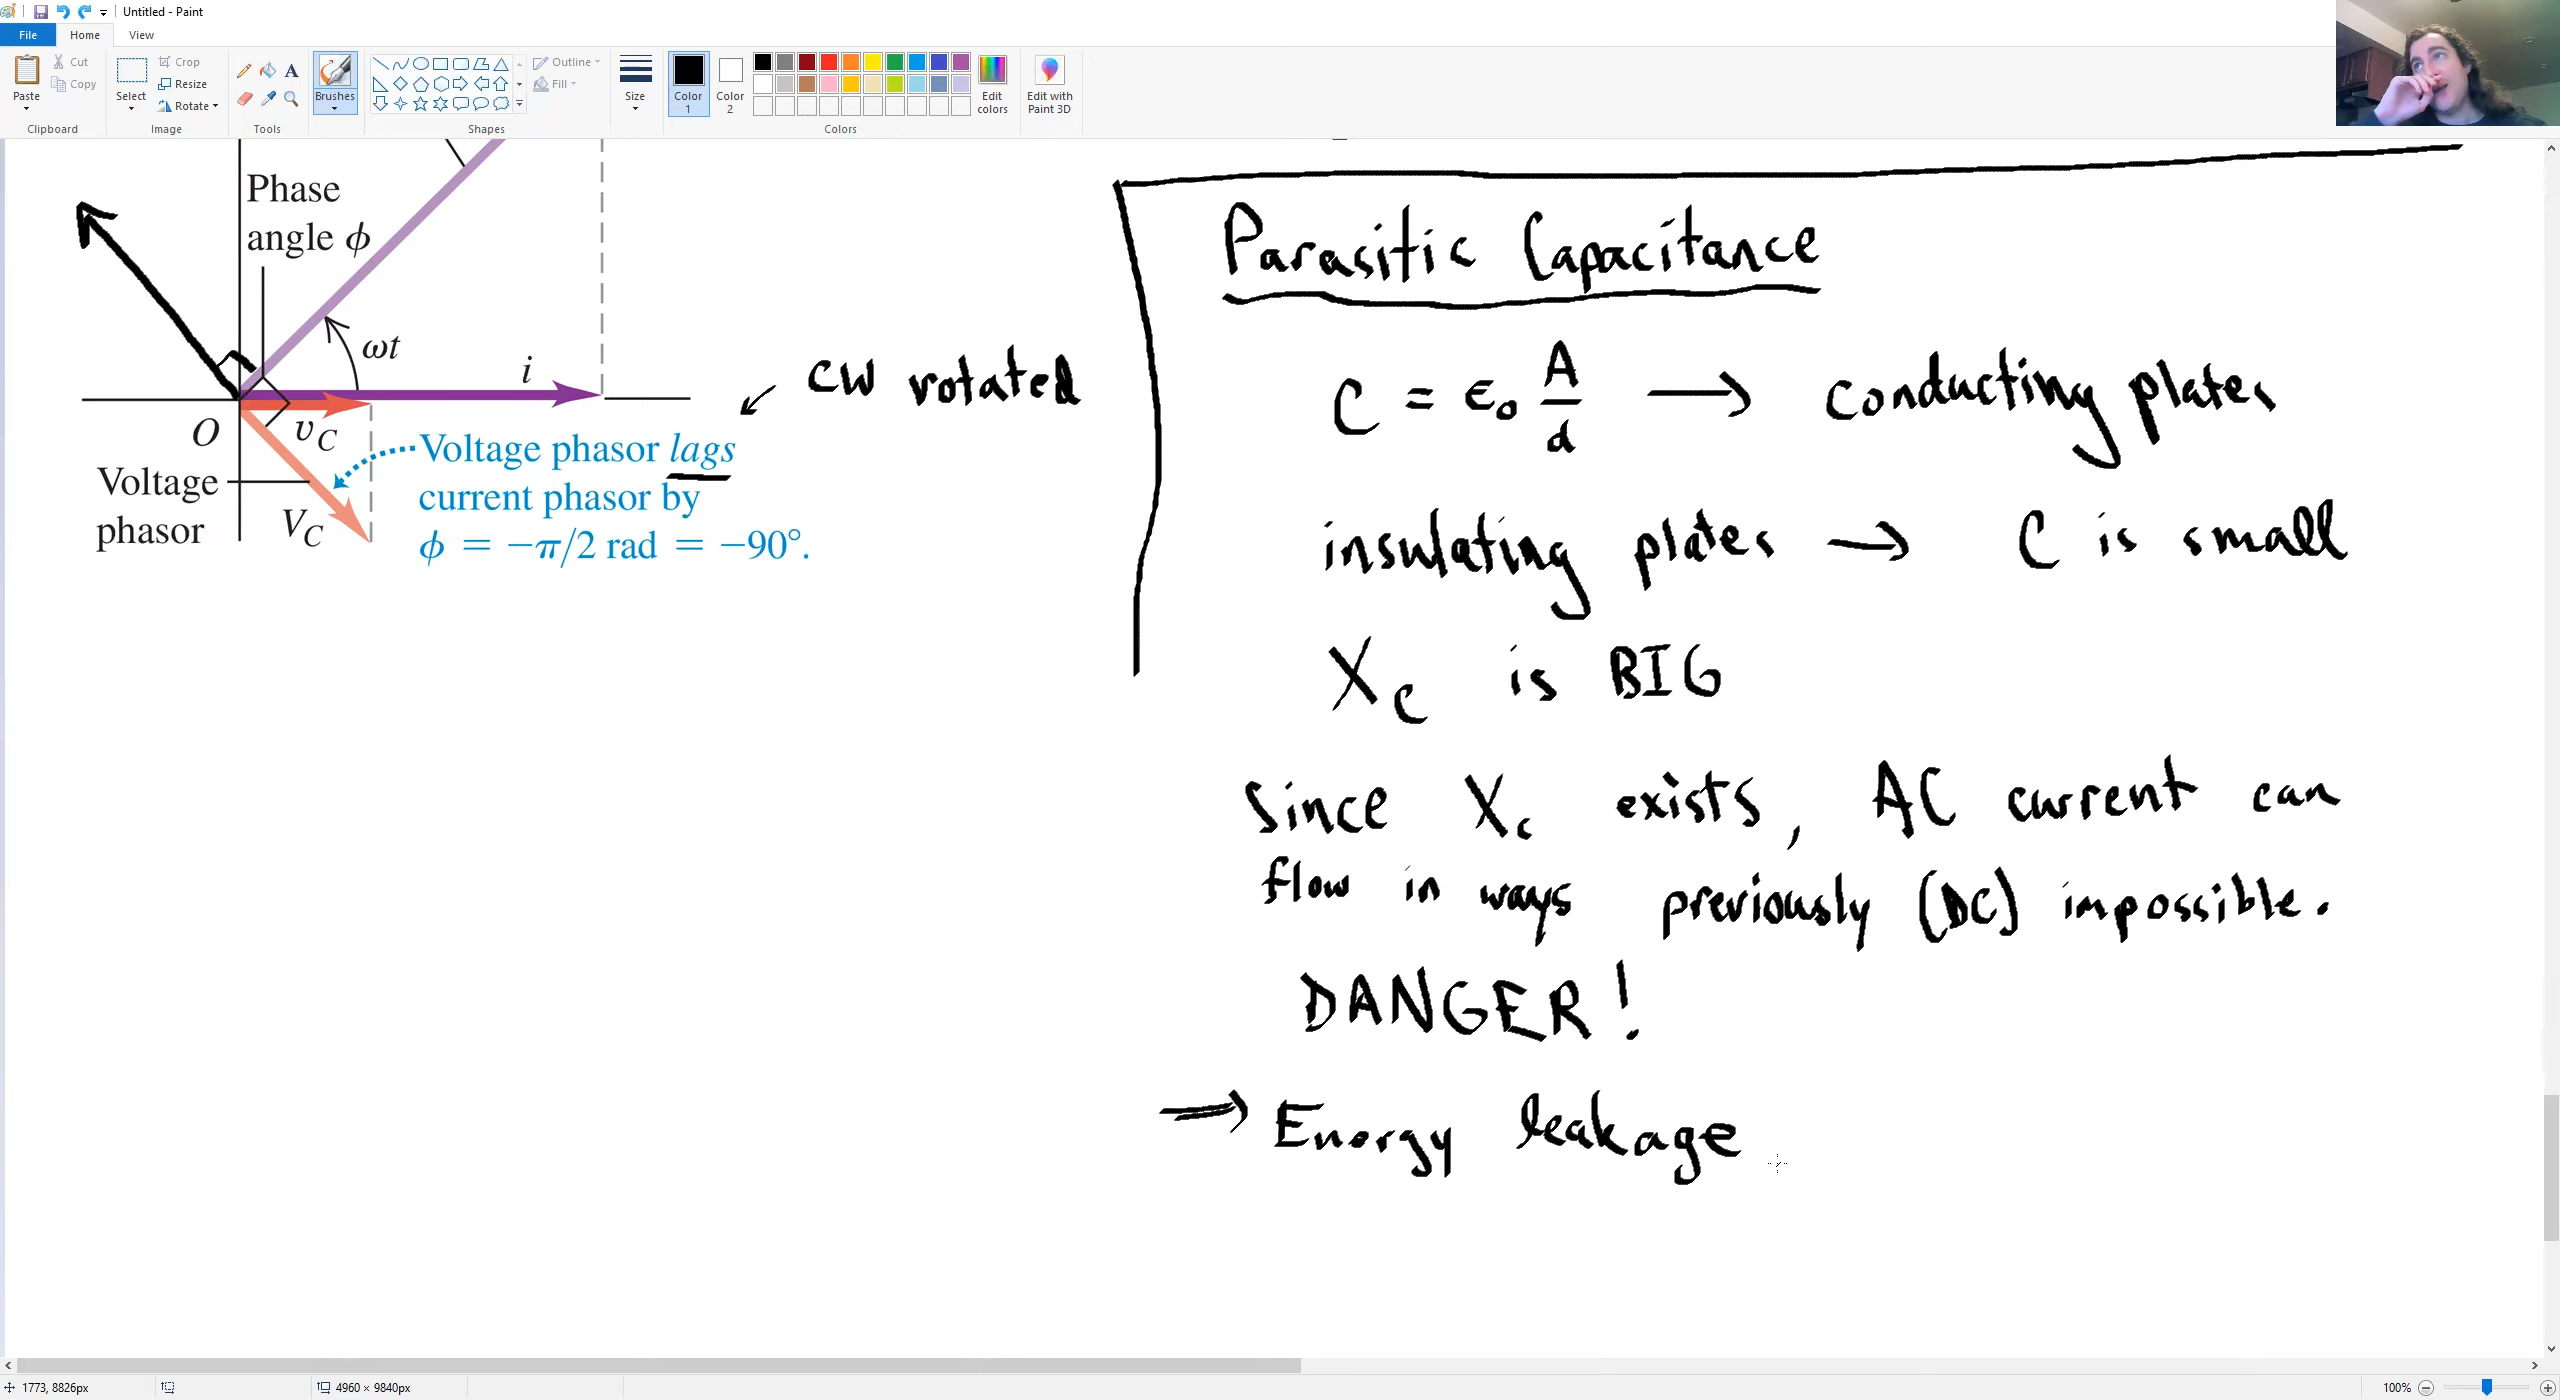 Untitled - Paint
File Home View
Paste
Cut
Copy
Clipboard
Select
Crop
Resize
Rotate
Image
Tools
Brushes
Shapes
Outline
Fill
Size
Color 1
Color 2
Edit colors
Colors
Edit with Paint 3D
Phase
angle ϕ
ωt
i
O
υC
Voltage
phasor
VC
Voltage phasor lags
current phasor by
ϕ = −π/2 rad = −90°.
CW rotated
Parasitic Capacitance
C = ε₀ A/d → conducting plates
insulating plates → C is small
Xc is BIG
Since Xc exists, AC current can
flow in ways previously (DC) impossible.
DANGER!
⇒ Energy leakage
1773, 8826px
4960 × 9840px
100%